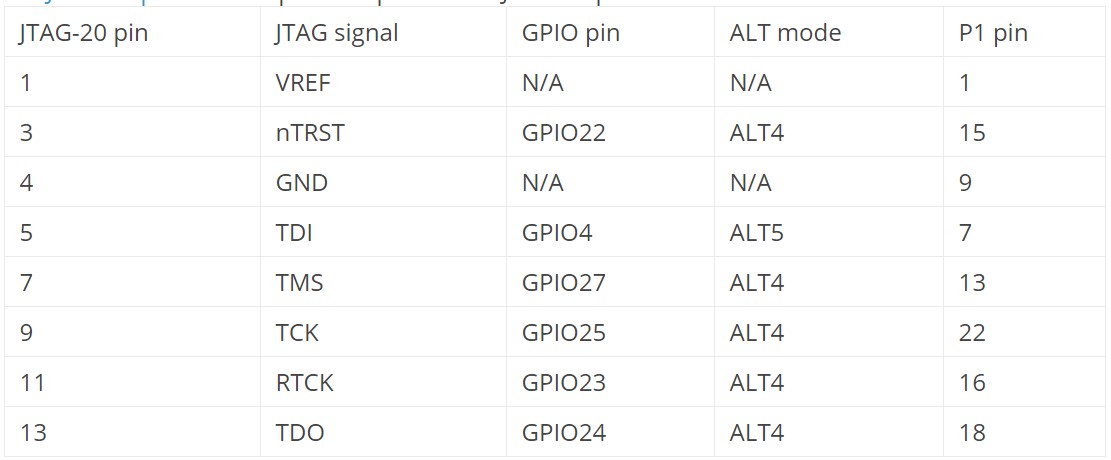 JTAG-20 pin JTAG signal GPIO pin ALT mode P1 pin
1 VREF N/A N/A 1
3 nTRST GPIO22 ALT4 15
4 GND N/A N/A 9
5 TDI GPIO4 ALT5 7
7 TMS GPIO27 ALT4 13
9 TCK GPIO25 ALT4 22
11 RTCK GPIO23 ALT4 16
13 TDO GPIO24 ALT4 18